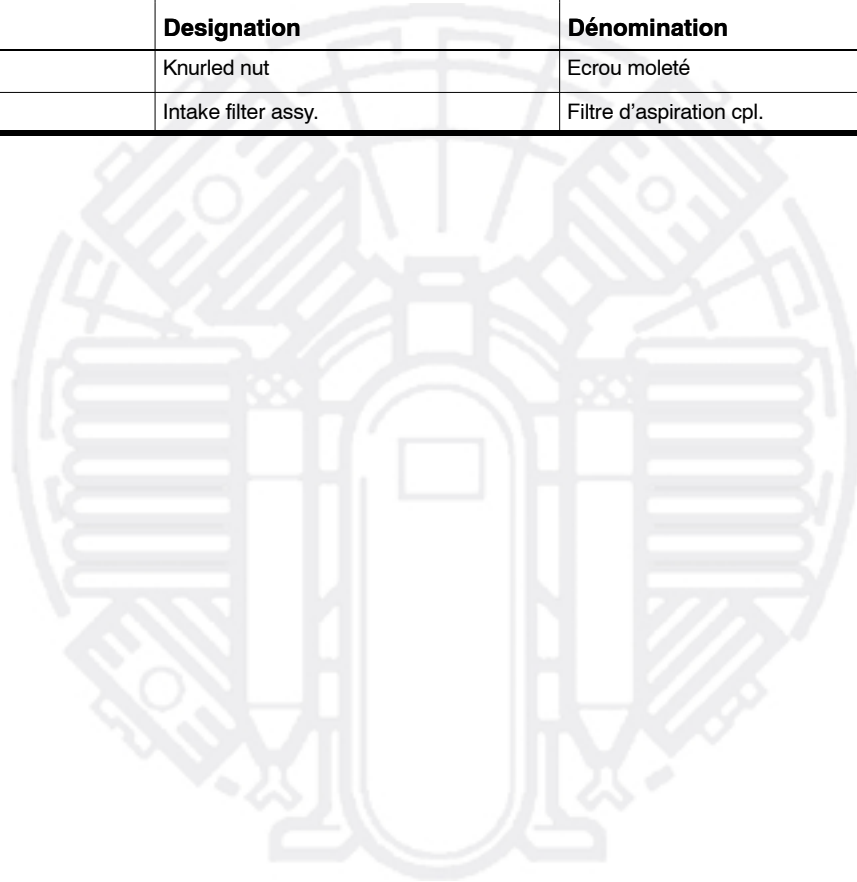 Designation Dénomination
Knurled nut Ecrou moleté
Intake filter assy. Filtre d’aspiration cpl.